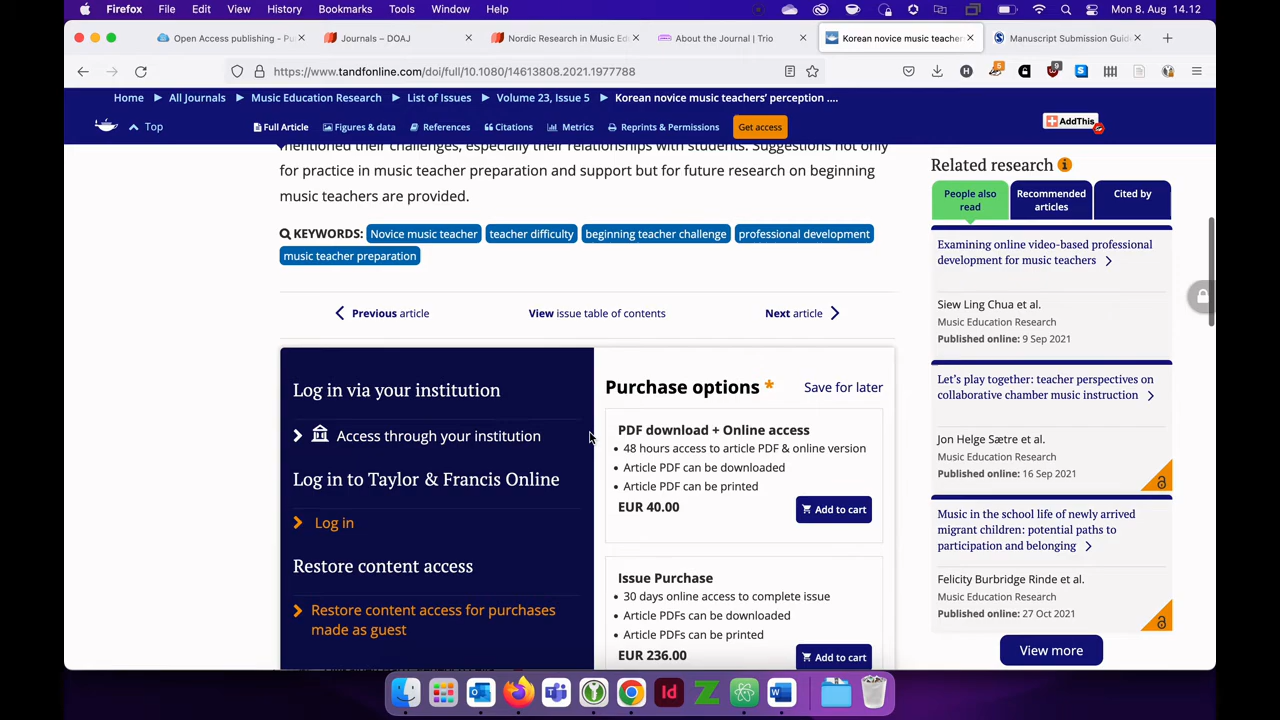 Firefox File Edit View History Bookmarks Tools Window Help Mon 8. Aug 14.12
Open Access publishing - Pu Journals – DOAJ Nordic Research in Music Ed About the Journal | Trio Korean novice music teacher Manuscript Submission Guid
5 9
https://www.tandfonline.com/doi/full/10.1080/14613808.2021.1977788
Home All Journals Music Education Research List of Issues Volume 23, Issue 5 Korean novice music teachers' perception ....
Top Full Article Figures & data References Citations Metrics Reprints & Permissions Get access AddThis
mentioned their challenges, especially their relationships with students. Suggestions not only
for practice in music teacher preparation and support but for future research on beginning
music teachers are provided.
KEYWORDS: Novice music teacher teacher difficulty beginning teacher challenge professional development
music teacher preparation
Previous article View issue table of contents Next article
Log in via your institution
Access through your institution
Log in to Taylor & Francis Online
Log in
Restore content access
Restore content access for purchases
made as guest
Purchase options * Save for later
PDF download + Online access
48 hours access to article PDF & online version
Article PDF can be downloaded
Article PDF can be printed
EUR 40.00 Add to cart
Issue Purchase
30 days online access to complete issue
Article PDFs can be downloaded
Article PDFs can be printed
EUR 236.00 Add to cart
Related research
People also
read
Recommended
articles
Cited by
Examining online video-based professional
development for music teachers
Siew Ling Chua et al.
Music Education Research
Published online: 9 Sep 2021
Let's play together: teacher perspectives on
collaborative chamber music instruction
Jon Helge Sætre et al.
Music Education Research
Published online: 16 Sep 2021
Music in the school life of newly arrived
migrant children: potential paths to
participation and belonging
Felicity Burbridge Rinde et al.
Music Education Research
Published online: 27 Oct 2021
View more
Id